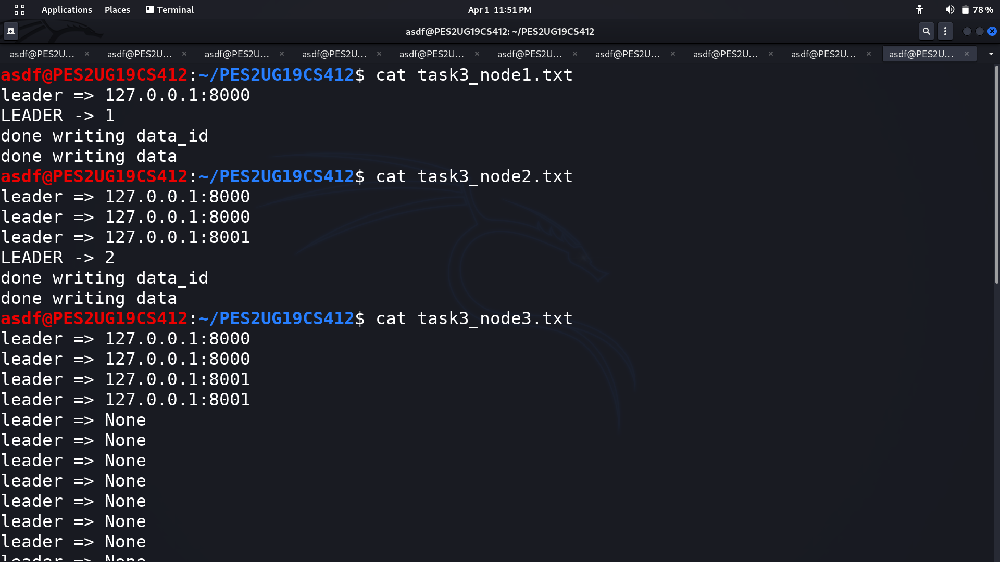 Applications Places Terminal Apr 1 11:51 PM 78 %
asdf@PES2UG19CS412: ~/PES2UG19CS412
asdf@PES2U... asdf@PES2U... asdf@PES2U... asdf@PES2U... asdf@PES2U... asdf@PES2U... asdf@PES2U... asdf@PES2U... asdf@PES2U... asdf@PES2U...
asdf@PES2UG19CS412:~/PES2UG19CS412$ cat task3_node1.txt
leader => 127.0.0.1:8000
LEADER -> 1
done writing data_id
done writing data
asdf@PES2UG19CS412:~/PES2UG19CS412$ cat task3_node2.txt
leader => 127.0.0.1:8000
leader => 127.0.0.1:8000
leader => 127.0.0.1:8001
LEADER -> 2
done writing data_id
done writing data
asdf@PES2UG19CS412:~/PES2UG19CS412$ cat task3_node3.txt
leader => 127.0.0.1:8000
leader => 127.0.0.1:8000
leader => 127.0.0.1:8001
leader => 127.0.0.1:8001
leader => None
leader => None
leader => None
leader => None
leader => None
leader => None
leader => None
leader => None